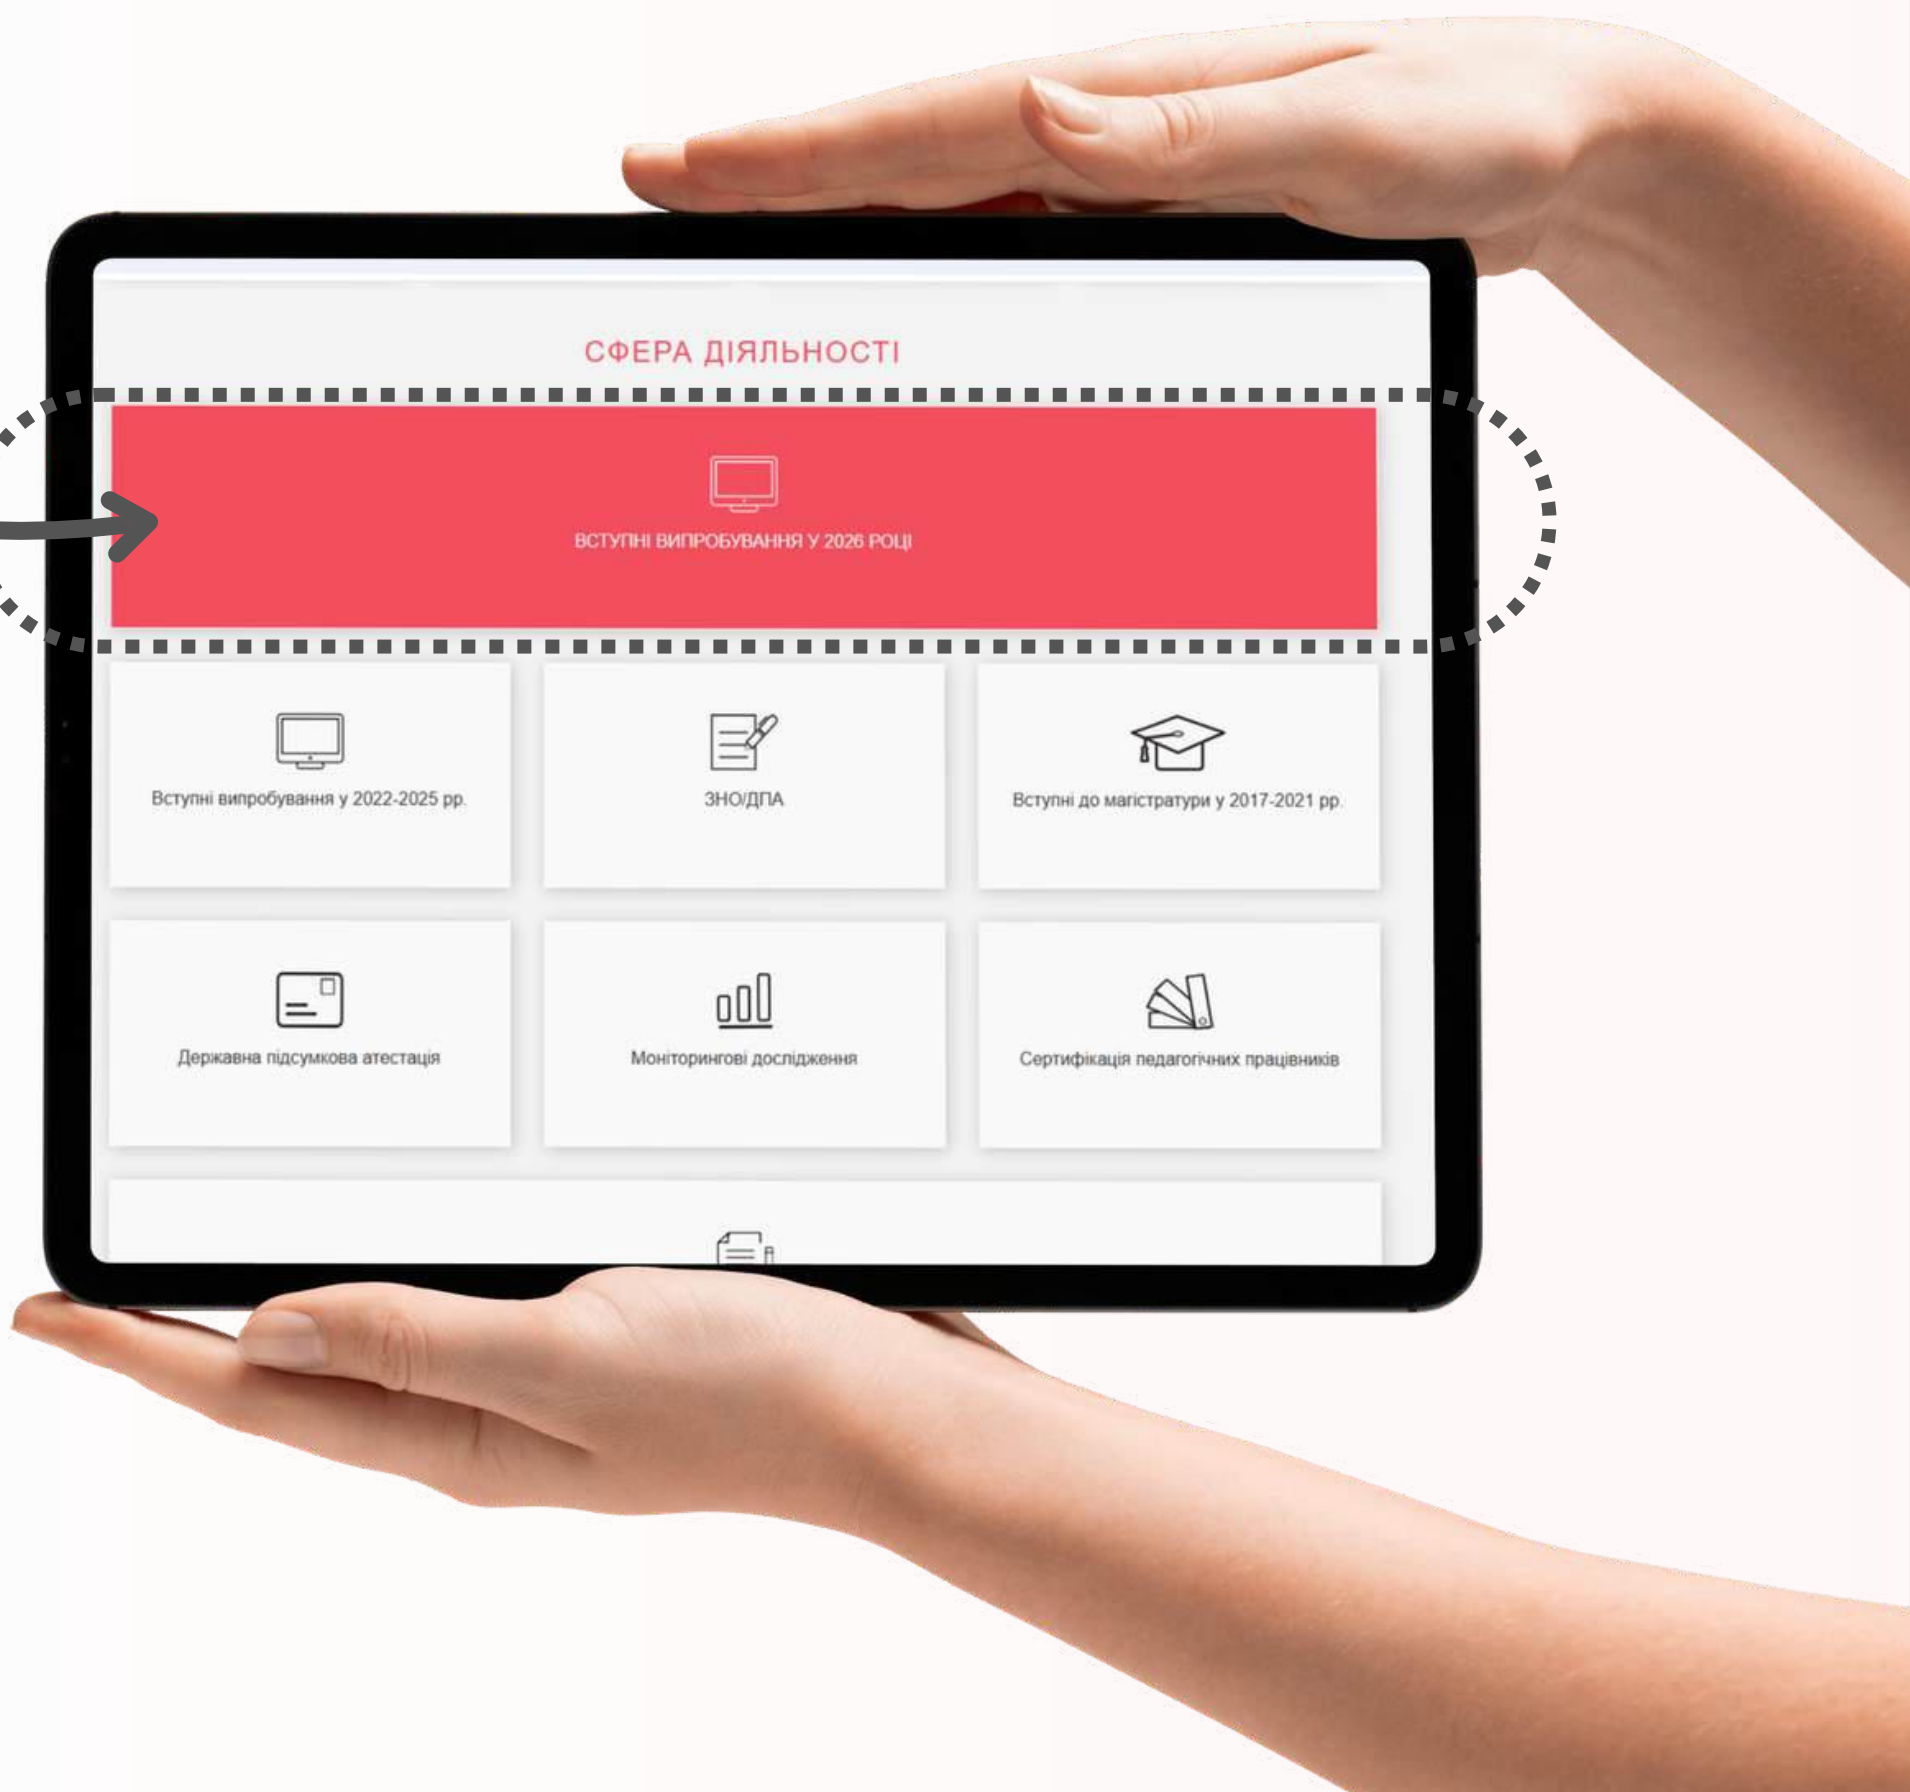 СФЕРА ДІЯЛЬНОСТІ
ВСТУПНІ ВИПРОБУВАННЯ У 2026 РОЦІ
Вступні випробування у 2022-2025 рр.
ЗНО/ДПА
Вступні до магістратури у 2017-2021 рр.
Державна підсумкова атестація
Моніторингові дослідження
Сертифікація педагогічних працівників